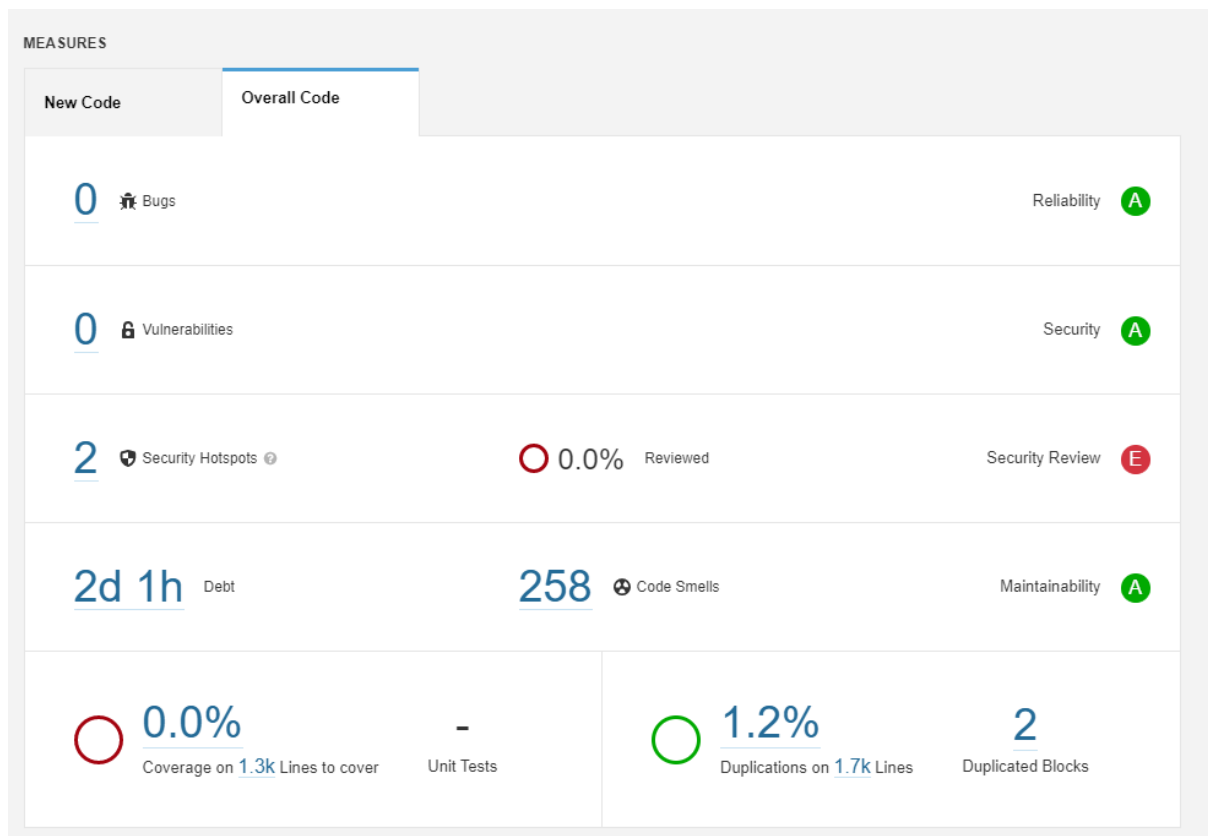 MEASURES
New Code
Overall Code
0 Bugs Reliability A
0 Vulnerabilities Security A
2 Security Hotspots ? 0.0% Reviewed Security Review E
2d 1h Debt 258 Code Smells Maintainability A
0.0% - 1.2% 2
Coverage on 1.3k Lines to cover Unit Tests Duplications on 1.7k Lines Duplicated Blocks